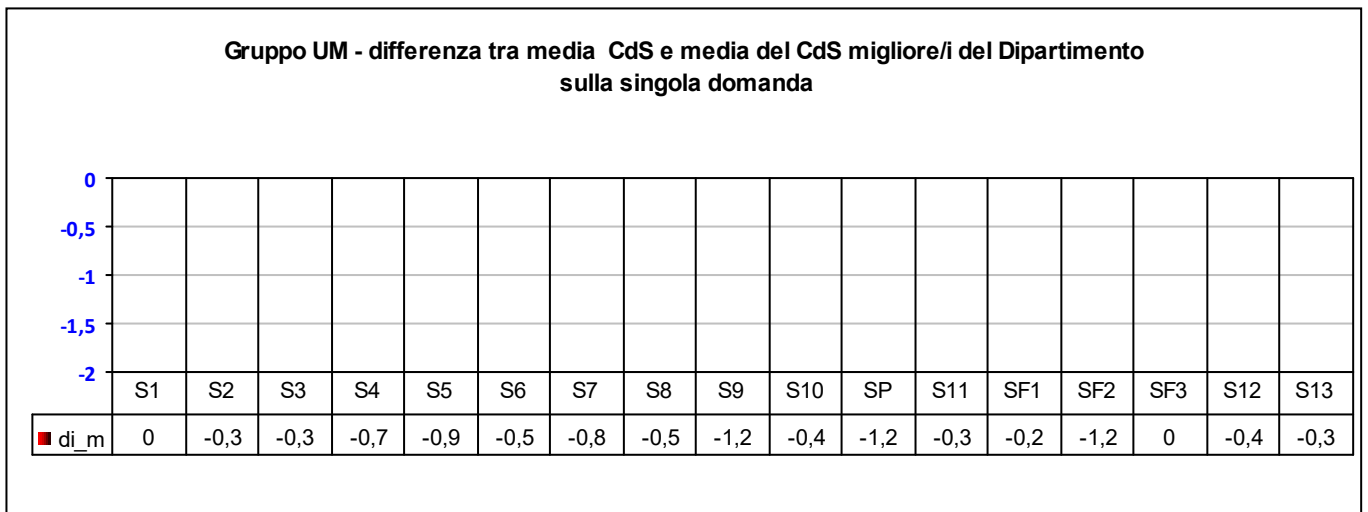 Gruppo UM - differenza tra media CdS e media del CdS migliore/i del Dipartimento
sulla singola domanda
0
-0,5
-1
-1,5
-2
S1 S2 S3 S4 S5 S6 S7 S8 S9 S10 SP S11 SF1 SF2 SF3 S12 S13
di_m 0 -0,3 -0,3 -0,7 -0,9 -0,5 -0,8 -0,5 -1,2 -0,4 -1,2 -0,3 -0,2 -1,2 0 -0,4 -0,3